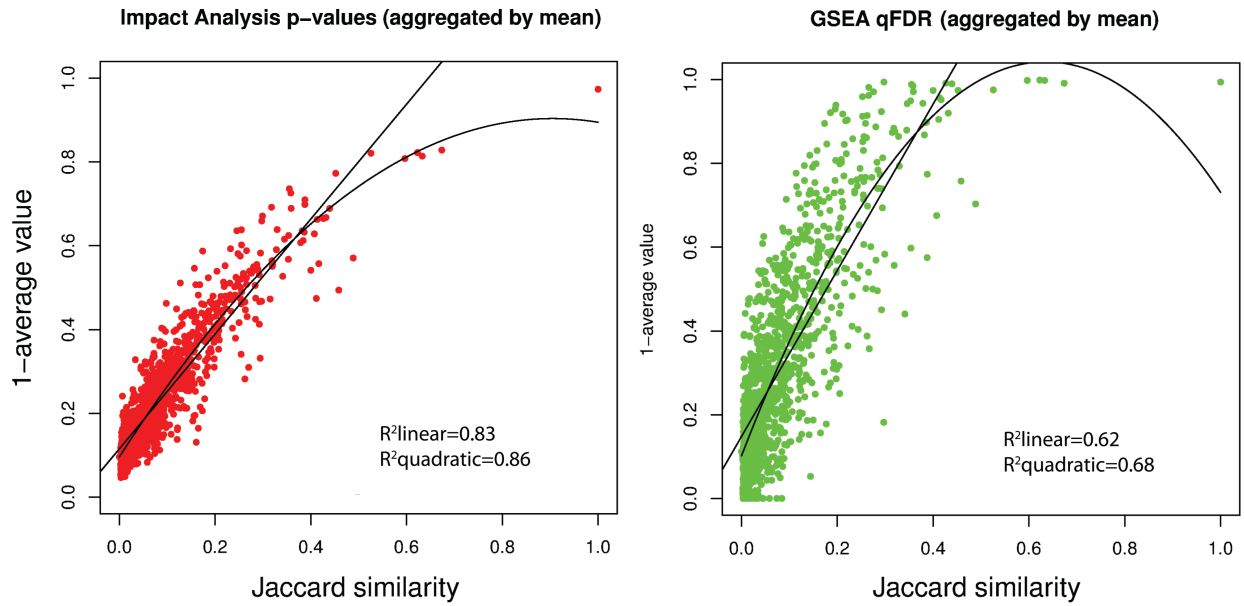 Impact Analysis p−values (aggregated by mean)
1−average value
1.0
0.8
0.6
0.4
0.2
0.0
R²linear=0.83
R²quadratic=0.86
0.0 0.2 0.4 0.6 0.8 1.0
Jaccard similarity
GSEA qFDR (aggregated by mean)
1−average value
1.0
0.8
0.6
0.4
0.2
0.0
R²linear=0.62
R²quadratic=0.68
0.0 0.2 0.4 0.6 0.8 1.0
Jaccard similarity